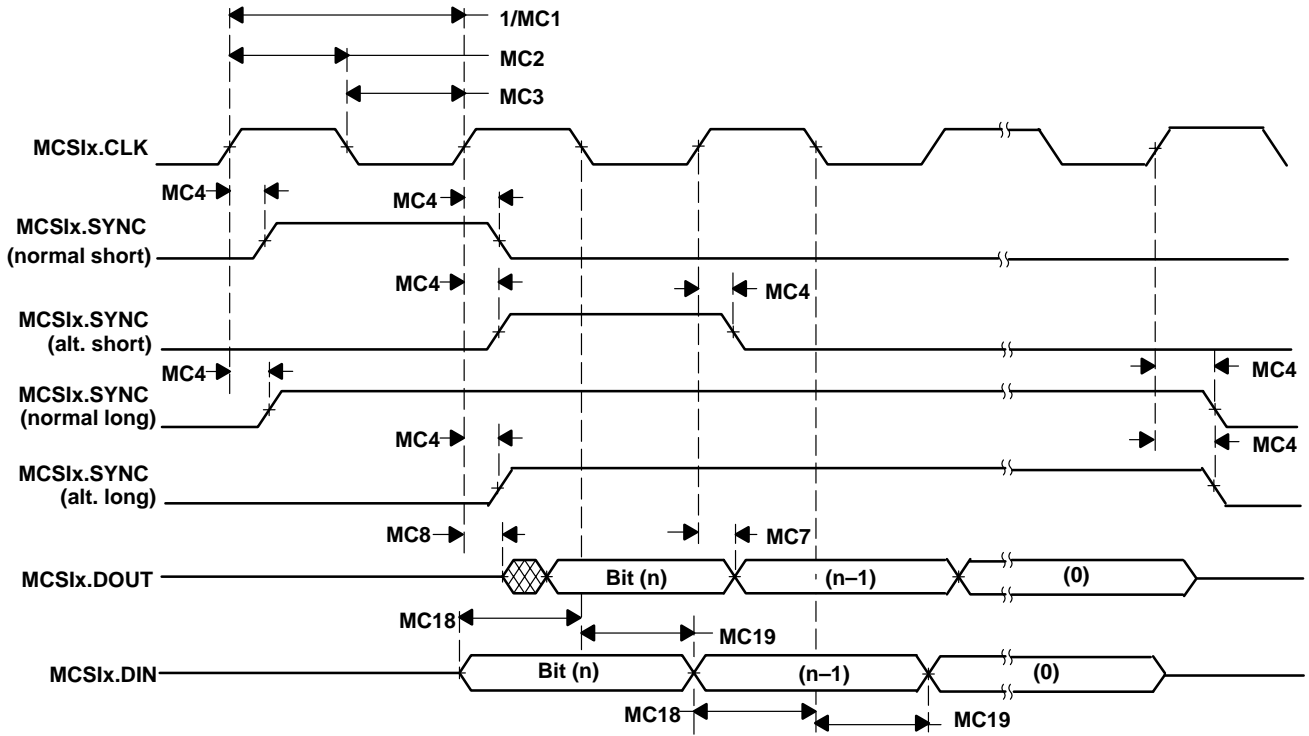 1/MC1
MC2
MC3
MCSIx.CLK
MC4
MC4
MCSIx.SYNC
(normal short)
MC4
MC4
MCSIx.SYNC
(alt. short)
MC4
MC4
MCSIx.SYNC
(normal long)
MC4
MC4
MCSIx.SYNC
(alt. long)
MC8
MC7
MCSIx.DOUT
Bit (n)
(n–1)
(0)
MC18
MC19
MCSIx.DIN
Bit (n)
(n–1)
(0)
MC18
MC19